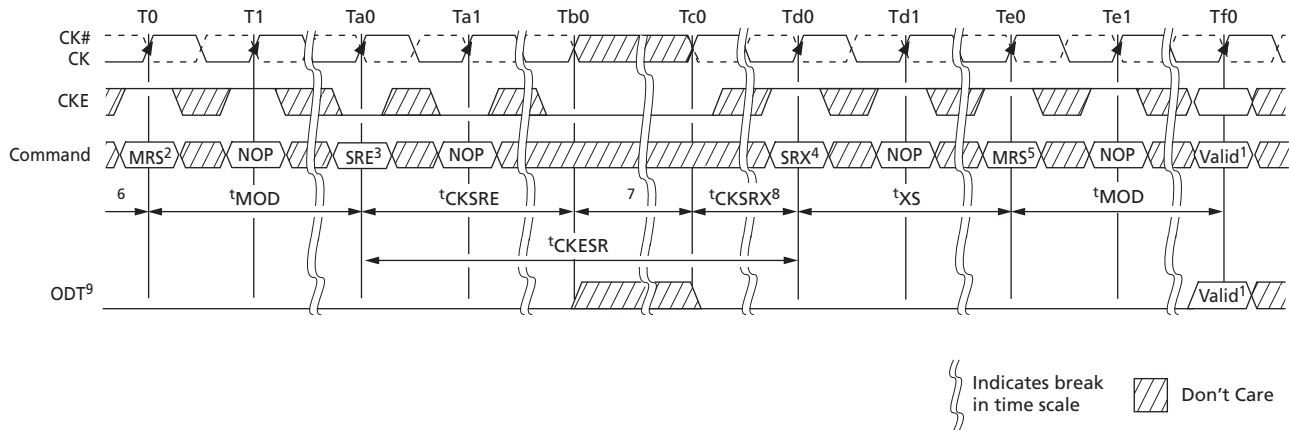 T0 T1 Ta0 Ta1 Tb0 Tc0 Td0 Td1 Te0 Te1 Tf0
CK#
CK
CKE
Command MRS2 NOP SRE3 NOP SRX4 NOP MRS5 NOP Valid1
6 tMOD tCKSRE 7 tCKSRX8 tXS tMOD
tCKESR
ODT9 Valid1
Indicates break
in time scale
Don't Care